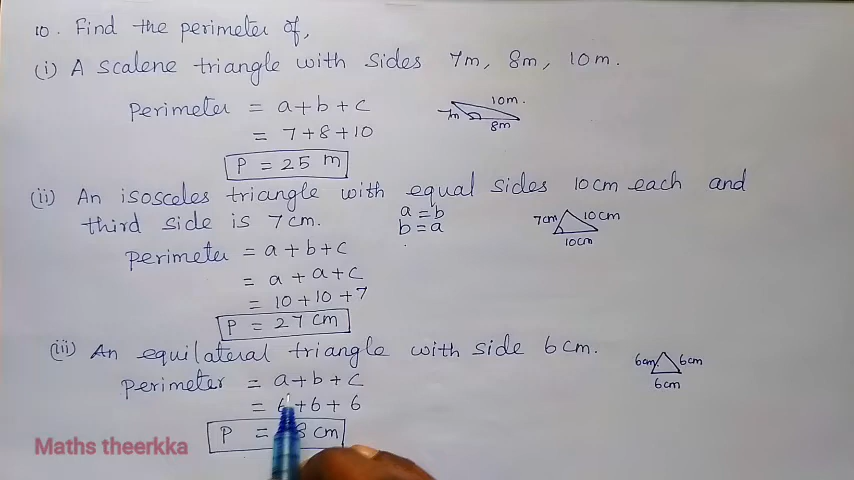 10. Find the perimeter of,
(i) A scalene triangle with sides 7m, 8m, 10m.
Perimeter = a+b+c
= 7+8+10
P = 25 m
10m.
7m
8m
(ii) An isosceles triangle with equal sides 10cm each and
third side is 7cm.
a = b
b = a
7cm 10cm
10cm
Perimeter = a+b+c
= a+a+c
= 10+10+7
P = 27cm
(iii) An equilateral triangle with side 6cm.
Perimeter = a+b+c
= 6+6+6
P = 8 cm
6cm 6cm
6cm
Maths theerkka